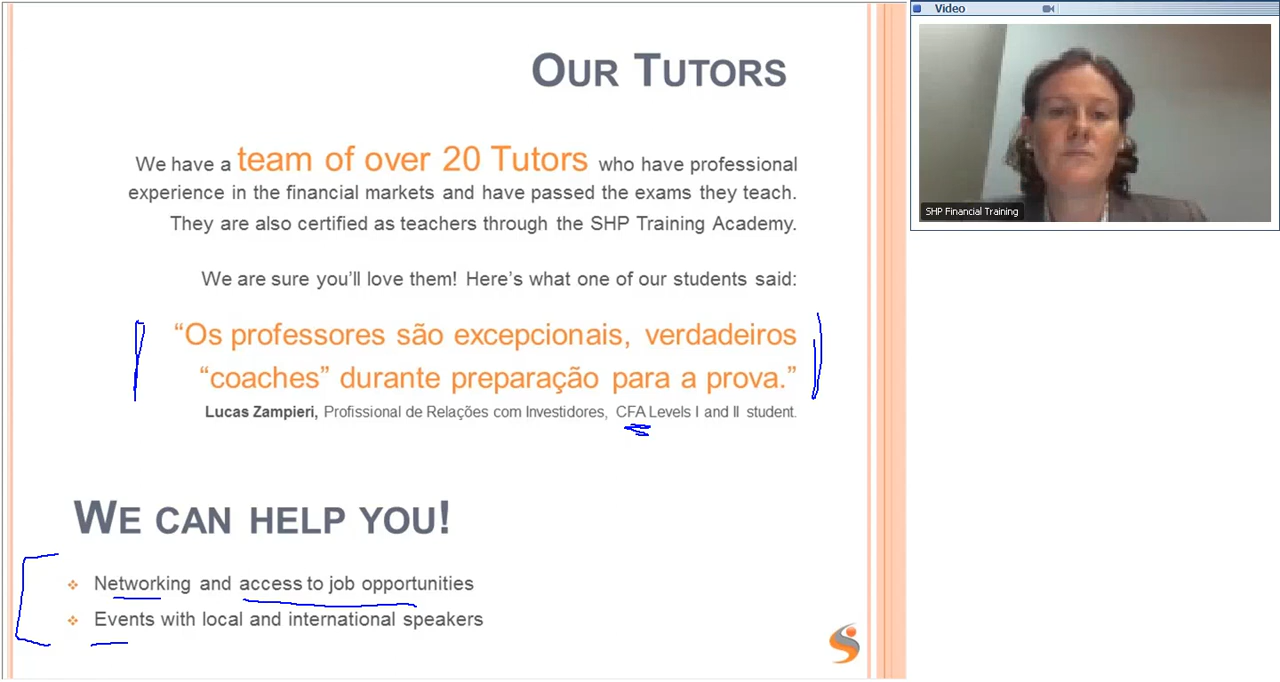 OUR TUTORS
We have a team of over 20 Tutors who have professional
experience in the financial markets and have passed the exams they teach.
They are also certified as teachers through the SHP Training Academy.
We are sure you'll love them! Here's what one of our students said:
“Os professores são excepcionais, verdadeiros
“coaches” durante preparação para a prova.”
Lucas Zampieri, Profissional de Relações com Investidores, CFA Levels I and II student.
WE CAN HELP YOU!
Networking and access to job opportunities
Events with local and international speakers
Video
SHP Financial Training